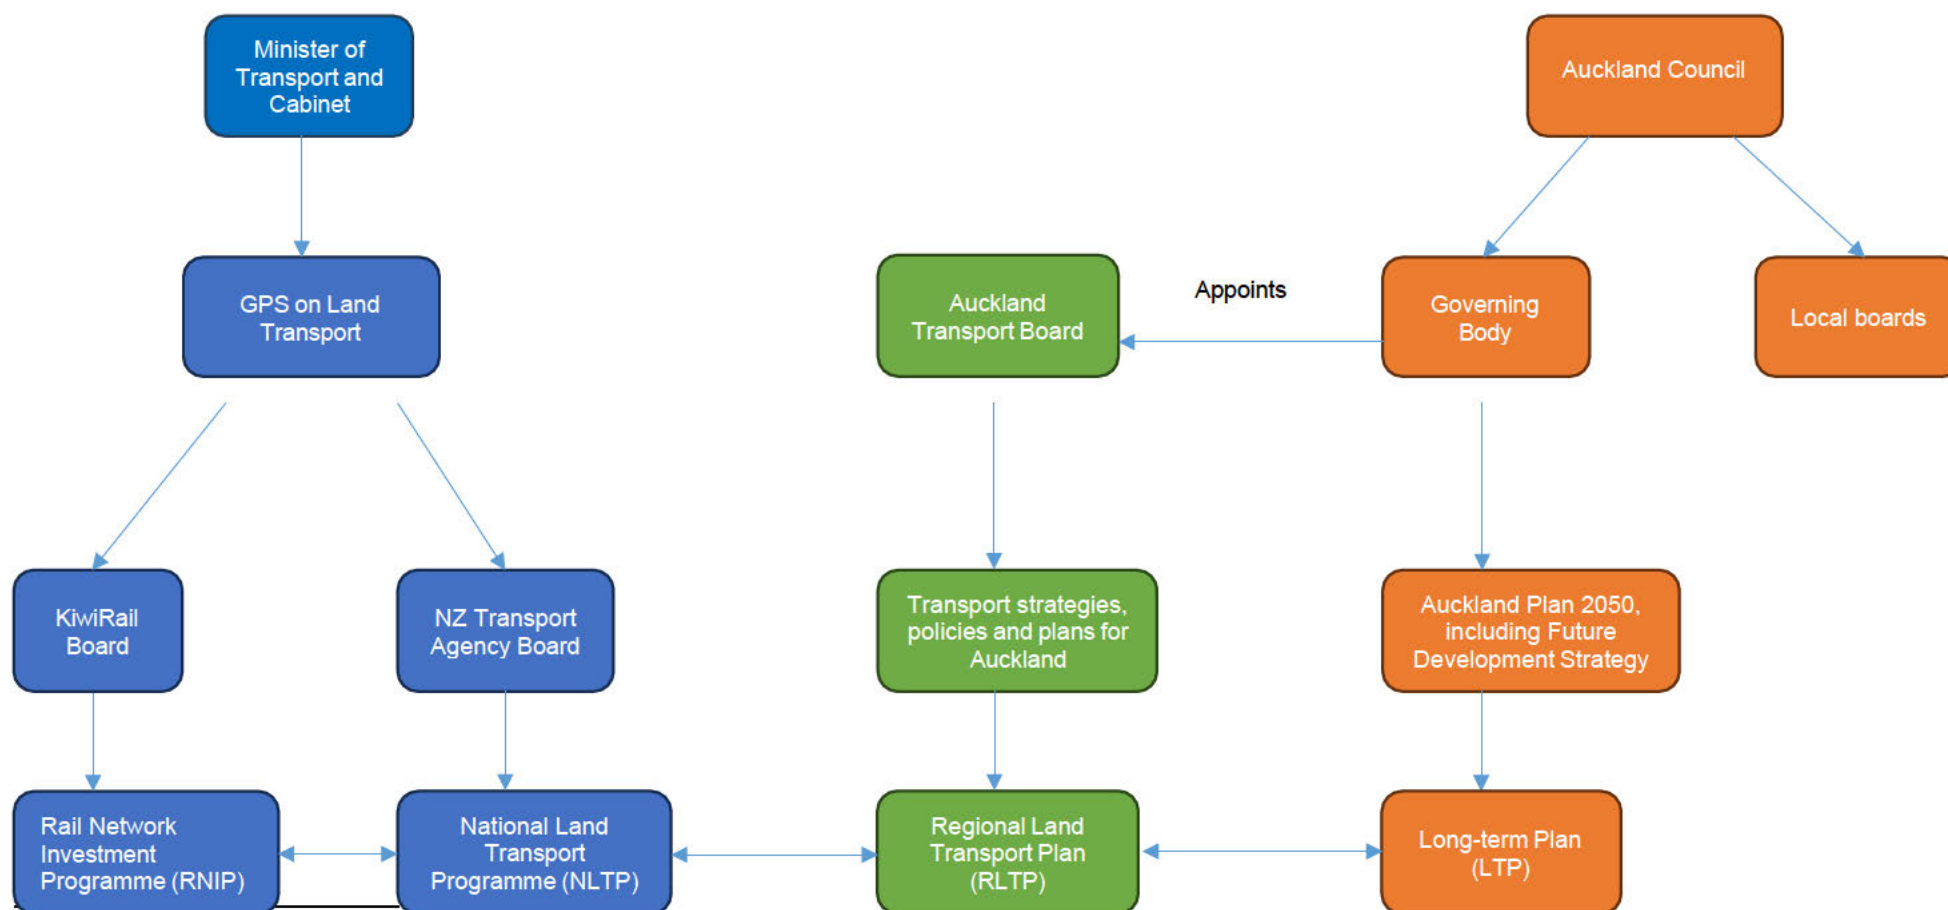 Minister of
Transport and
Cabinet
Auckland Council
GPS on Land
Transport
Auckland
Transport Board
Appoints
Governing
Body
Local boards
KiwiRail
Board
NZ Transport
Agency Board
Transport strategies,
policies and plans for
Auckland
Auckland Plan 2050,
including Future
Development Strategy
Rail Network
Investment
Programme (RNIP)
National Land
Transport
Programme (NLTP)
Regional Land
Transport Plan
(RLTP)
Long-term Plan
(LTP)